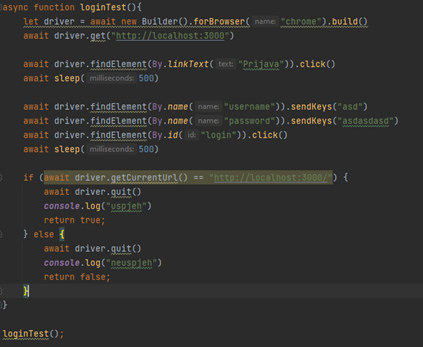 async function loginTest(){
let driver = await new Builder().forBrowser( name: "chrome").build()
await driver.get("http://localhost:3000")
await driver.findElement(By.linkText( text: "Prijava")).click()
await sleep( milliseconds: 500)
await driver.findElement(By.name( name: "username")).sendKeys("asd")
await driver.findElement(By.name( name: "password")).sendKeys("asdasdasd")
await driver.findElement(By.id( id: "login")).click()
await sleep( milliseconds: 500)
if (await driver.getCurrentUrl() == "http://localhost:3000/") {
await driver.quit()
console.log("uspjeh")
return true;
} else {
await driver.quit()
console.log("neuspjeh")
return false;
}
}
loginTest();